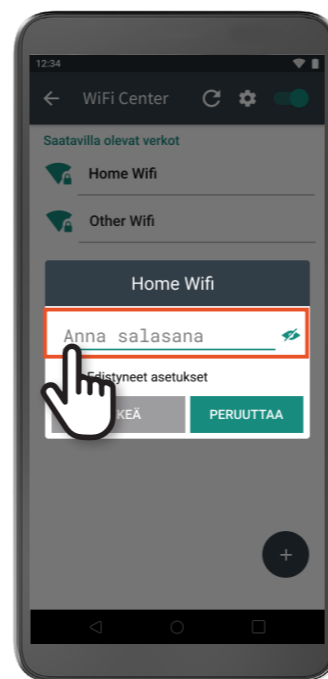 12:34
WiFi Center
Saatavilla olevat verkot
Home Wifi
Other Wifi
Home Wifi
Anna salasana
Edistyneet asetukset
PERUUTTAA
+